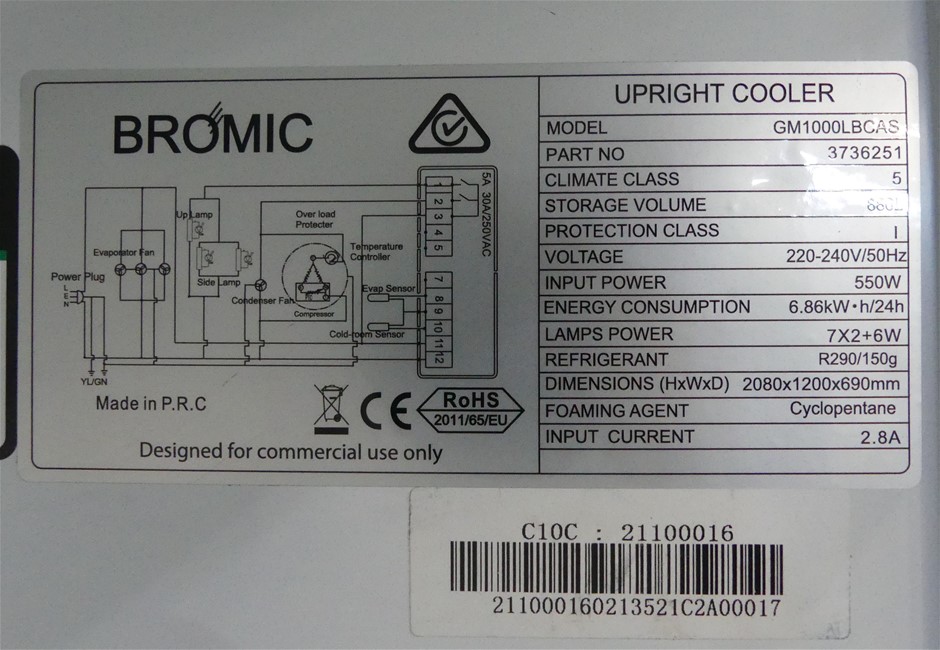 BROMIC
5A 30A/250VAC
1
2
3
4
5
7
8
9
10
11
12
Up Lamp
Over load
Protecter
Evaporator Fan
Temperature
Controller
Side Lamp
Power Plug
L
E
N
Evap Sensor
Condenser Fan
Compressor
Cold-room Sensor
YL/GN
Made in P.R.C
CE
RoHS
2011/65/EU
Designed for commercial use only
UPRIGHT COOLER
MODEL GM1000LBCAS
PART NO 3736251
CLIMATE CLASS 5
STORAGE VOLUME
PROTECTION CLASS I
VOLTAGE 220-240V/50Hz
INPUT POWER 550W
ENERGY CONSUMPTION 6.86kW·h/24h
LAMPS POWER 7X2+6W
REFRIGERANT R290/150g
DIMENSIONS (HxWxD) 2080x1200x690mm
FOAMING AGENT Cyclopentane
INPUT CURRENT 2.8A
C10C : 21100016
211000160213521C2A00017